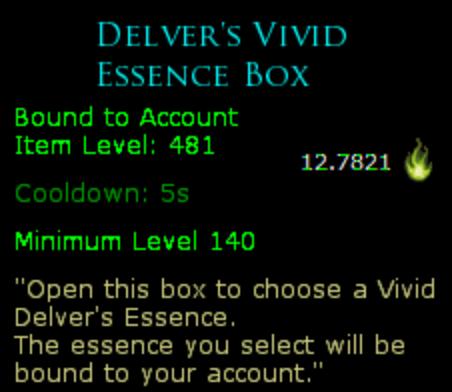 Delver's Vivid
Essence Box
Bound to Account
Item Level: 481
12.7821
Cooldown: 5s
Minimum Level 140
"Open this box to choose a Vivid
Delver's Essence.
The essence you select will be
bound to your account."